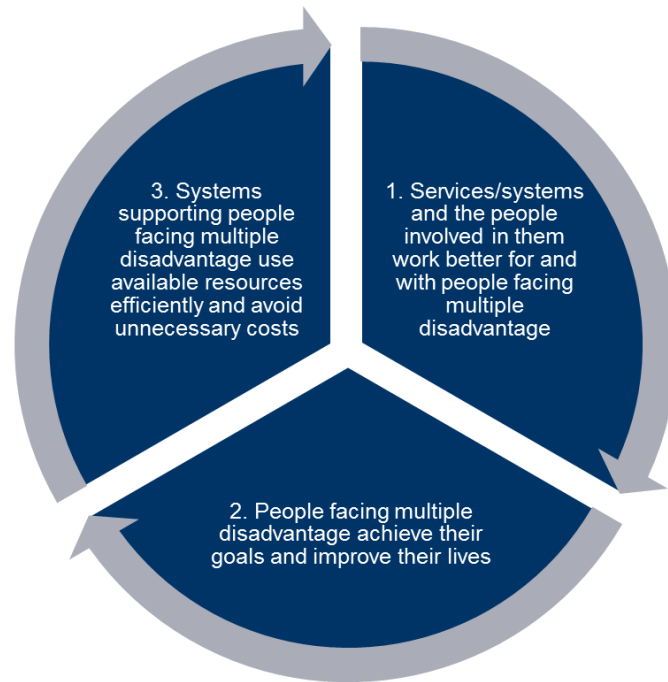 1. Services/systems
and the people
involved in them
work better for and
with people facing
multiple
disadvantage
2. People facing multiple
disadvantage achieve their
goals and improve their lives
3. Systems
supporting people
facing multiple
disadvantage use
available resources
efficiently and avoid
unnecessary costs